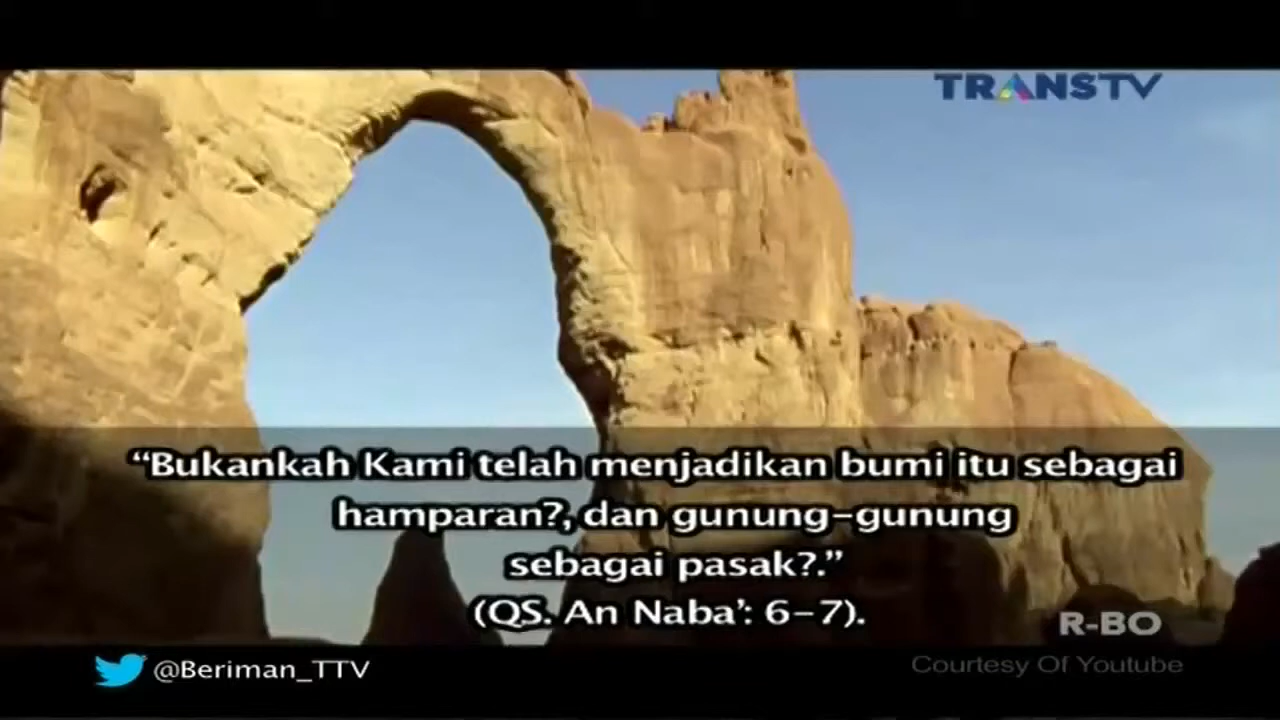 TRANSTV
“Bukankah Kami telah menjadikan bumi itu sebagai
hamparan?, dan gunung-gunung
sebagai pasak?.”
(QS. An Naba’: 6-7).
R-BO
@Beriman_TTV
Courtesy Of Youtube